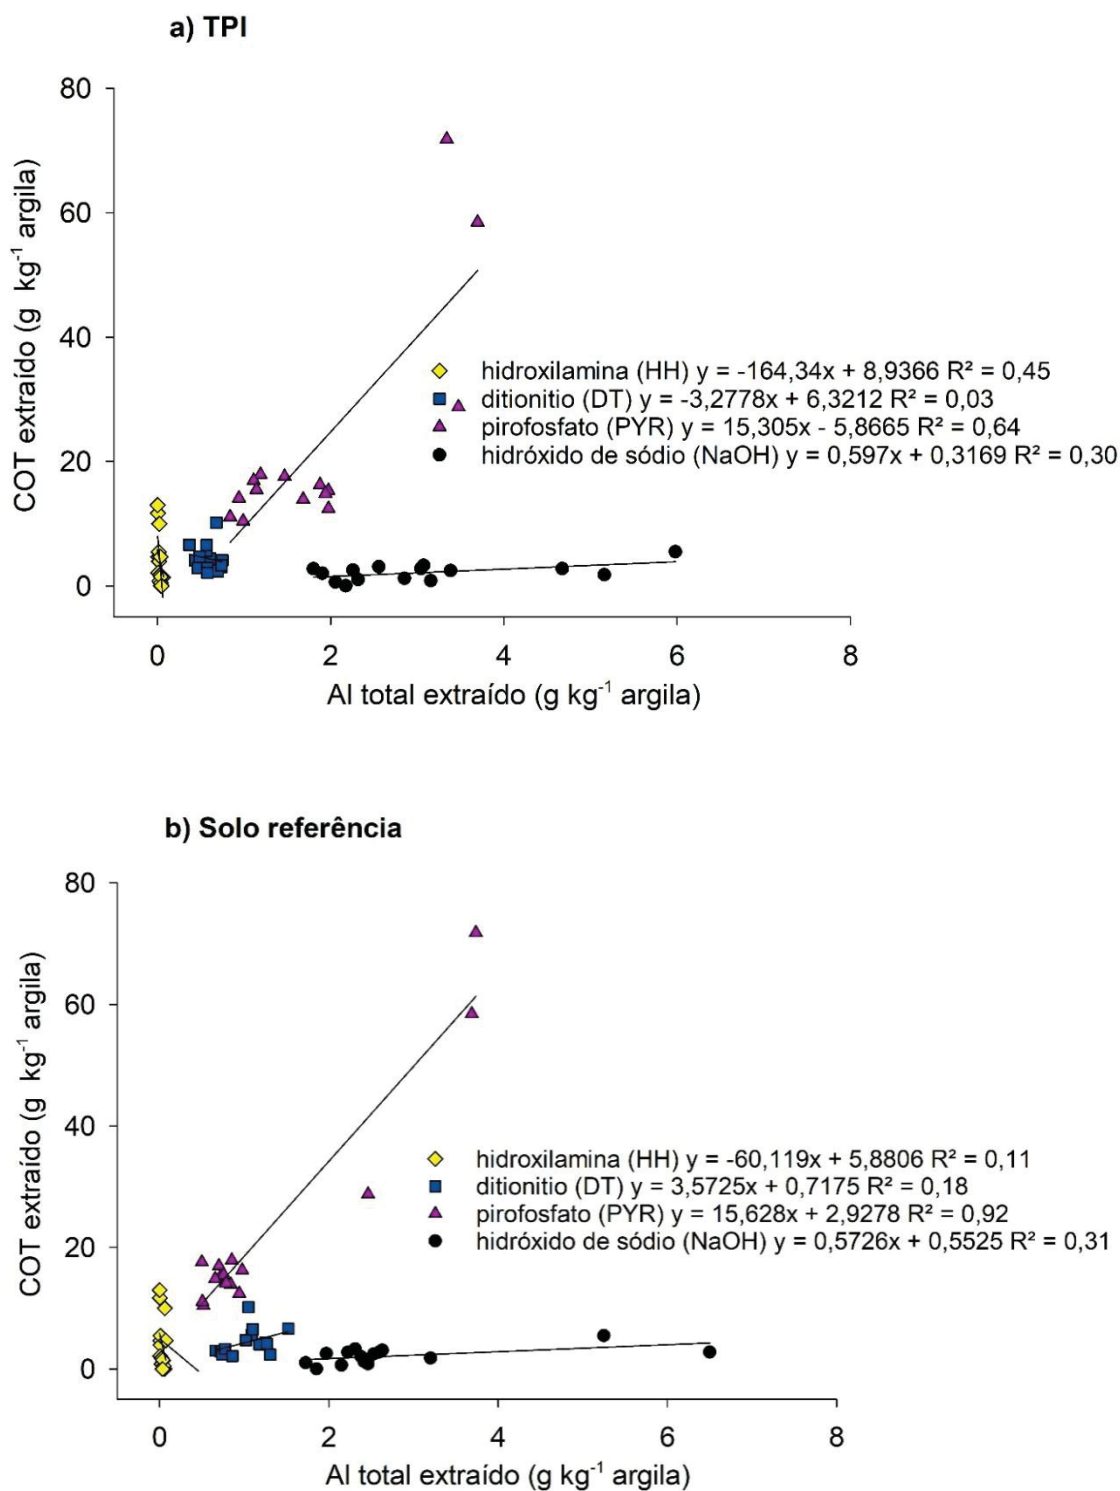 a) TPI
80
60
40
20
0
COT extraído (g kg⁻¹ argila)
hidroxilamina (HH) y = -164,34x + 8,9366 R² = 0,45
ditionitio (DT) y = -3,2778x + 6,3212 R² = 0,03
pirofosfato (PYR) y = 15,305x - 5,8665 R² = 0,64
hidróxido de sódio (NaOH) y = 0,597x + 0,3169 R² = 0,30
0 2 4 6 8
Al total extraído (g kg⁻¹ argila)
b) Solo referência
80
60
40
20
0
COT extraído (g kg⁻¹ argila)
hidroxilamina (HH) y = -60,119x + 5,8806 R² = 0,11
ditionitio (DT) y = 3,5725x + 0,7175 R² = 0,18
pirofosfato (PYR) y = 15,628x + 2,9278 R² = 0,92
hidróxido de sódio (NaOH) y = 0,5726x + 0,5525 R² = 0,31
0 2 4 6 8
Al total extraído (g kg⁻¹ argila)